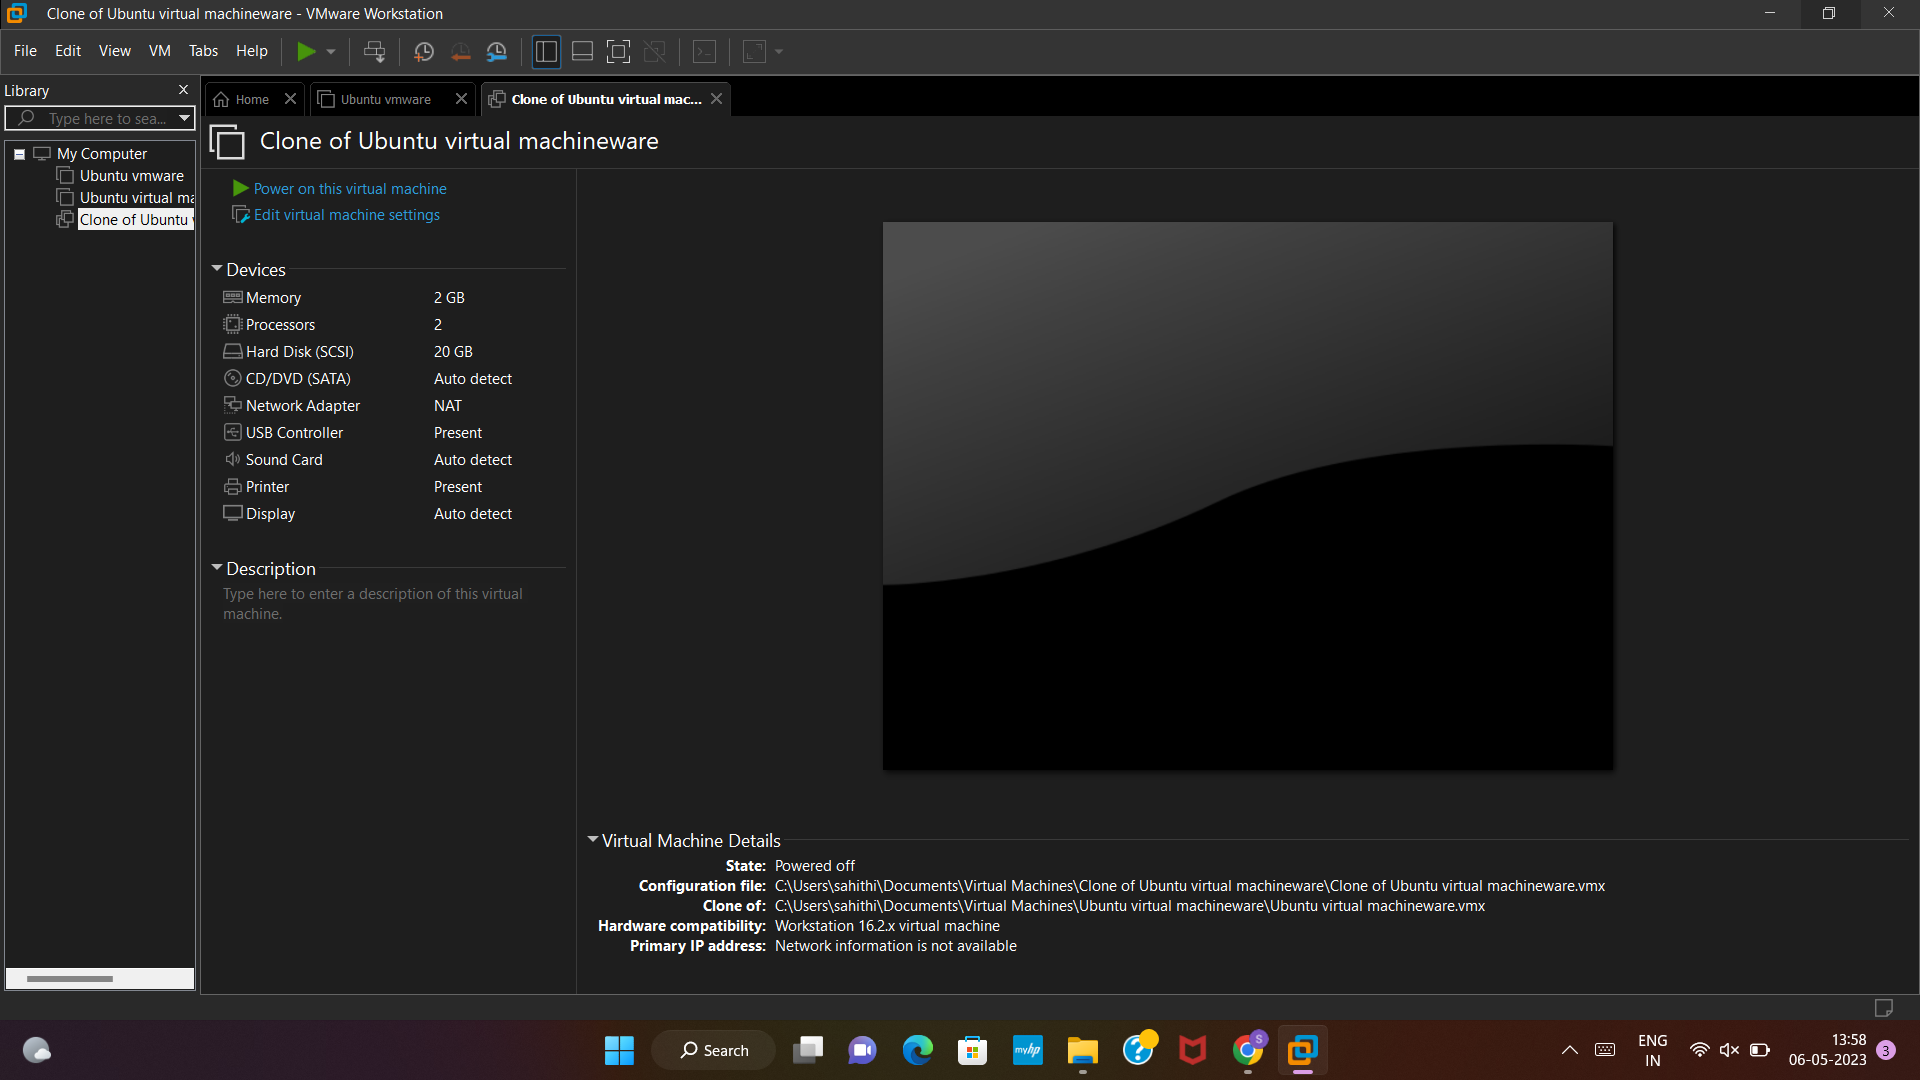 Clone of Ubuntu virtual machineware - VMware Workstation
File Edit View VM Tabs Help
Library
Type here to sea...
My Computer
Ubuntu vmware
Ubuntu virtual ma
Clone of Ubuntu v
Home
Ubuntu vmware
Clone of Ubuntu virtual mac...
Clone of Ubuntu virtual machineware
Power on this virtual machine
Edit virtual machine settings
Devices
Memory 2 GB
Processors 2
Hard Disk (SCSI) 20 GB
CD/DVD (SATA) Auto detect
Network Adapter NAT
USB Controller Present
Sound Card Auto detect
Printer Present
Display Auto detect
Description
Type here to enter a description of this virtual
machine.
Virtual Machine Details
State: Powered off
Configuration file: C:\Users\sahithi\Documents\Virtual Machines\Clone of Ubuntu virtual machineware\Clone of Ubuntu virtual machineware.vmx
Clone of: C:\Users\sahithi\Documents\Virtual Machines\Ubuntu virtual machineware\Ubuntu virtual machineware.vmx
Hardware compatibility: Workstation 16.2.x virtual machine
Primary IP address: Network information is not available
Search
myhp
S
ENG
IN
13:58
06-05-2023
3